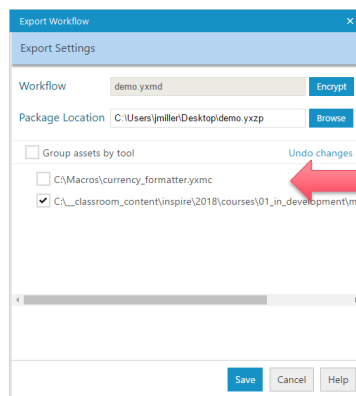 Export Workflow
Export Settings
Workflow demo.yxmd Encrypt
Package Location C:\Users\jmiller\Desktop\demo.yxzp Browse
Group assets by tool Undo changes
C:\Macros\currency_formatter.yxmc
C:\__classroom_content\inspire\2018\courses\01_in_development\m
Save Cancel Help